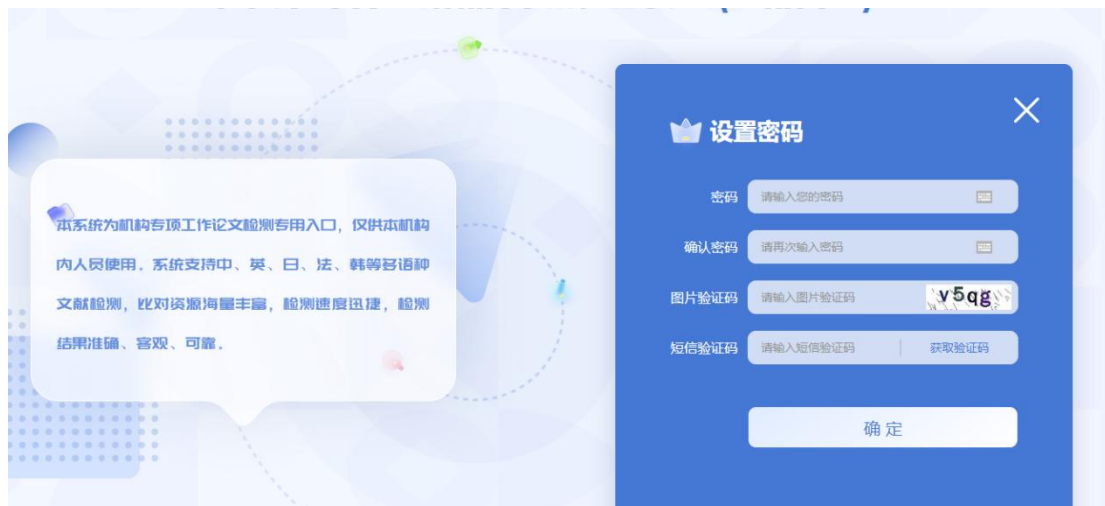 本系统为机构专项工作论文检测专用入口，仅供本机构
内人员使用。系统支持中、英、日、法、韩等多语种
文献检测，比对资源海量丰富，检测速度迅捷，检测
结果准确、客观、可靠。
设置密码
密码 请输入您的密码
确认密码 请再次输入密码
图片验证码 请输入图片验证码 v5qg
短信验证码 请输入短信验证码 获取验证码
确 定